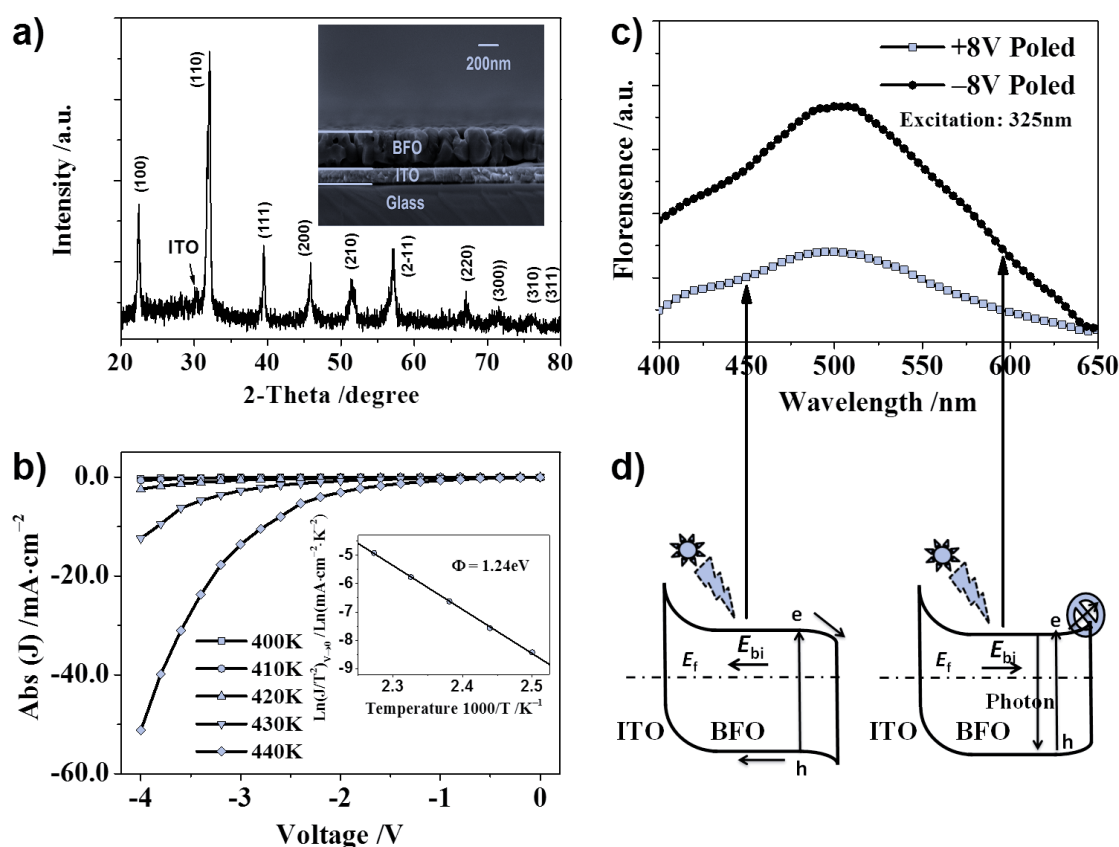 a)
Intensity /a.u.
(100)
ITO
(110)
(111)
(200)
(210)
(2-11)
(220)
(300))
(310)
(311)
200nm
BFO
ITO
Glass
20 30 40 50 60 70 80
2-Theta /degree
b)
Abs (J) /mA·cm⁻²
0.0
-20.0
-40.0
-60.0
400K
410K
420K
430K
440K
Ln(J/T²)V→0 /Ln(mA·cm⁻²·K⁻²)
-5
-6
-7
-8
-9
Φ = 1.24eV
2.3 2.4 2.5
Temperature 1000/T /K⁻¹
-4 -3 -2 -1 0
Voltage /V
c)
Florensence /a.u.
+8V Poled
–8V Poled
Excitation: 325nm
400 450 500 550 600 650
Wavelength /nm
d)
e
Ebi
Ef
ITO BFO
h
e
Ebi
Ef
Photon
ITO BFO
h